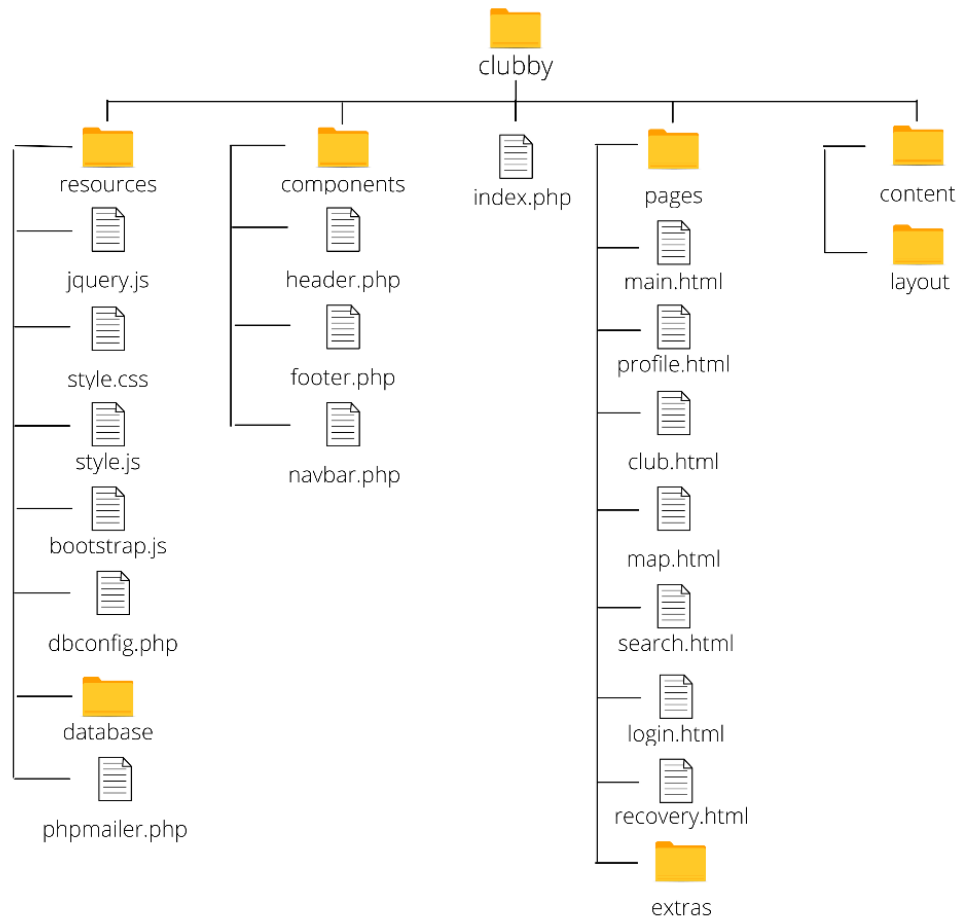 clubby
resources
jquery.js
style.css
style.js
bootstrap.js
dbconfig.php
database
phpmailer.php
components
header.php
footer.php
navbar.php
index.php
pages
main.html
profile.html
club.html
map.html
search.html
login.html
recovery.html
extras
content
layout